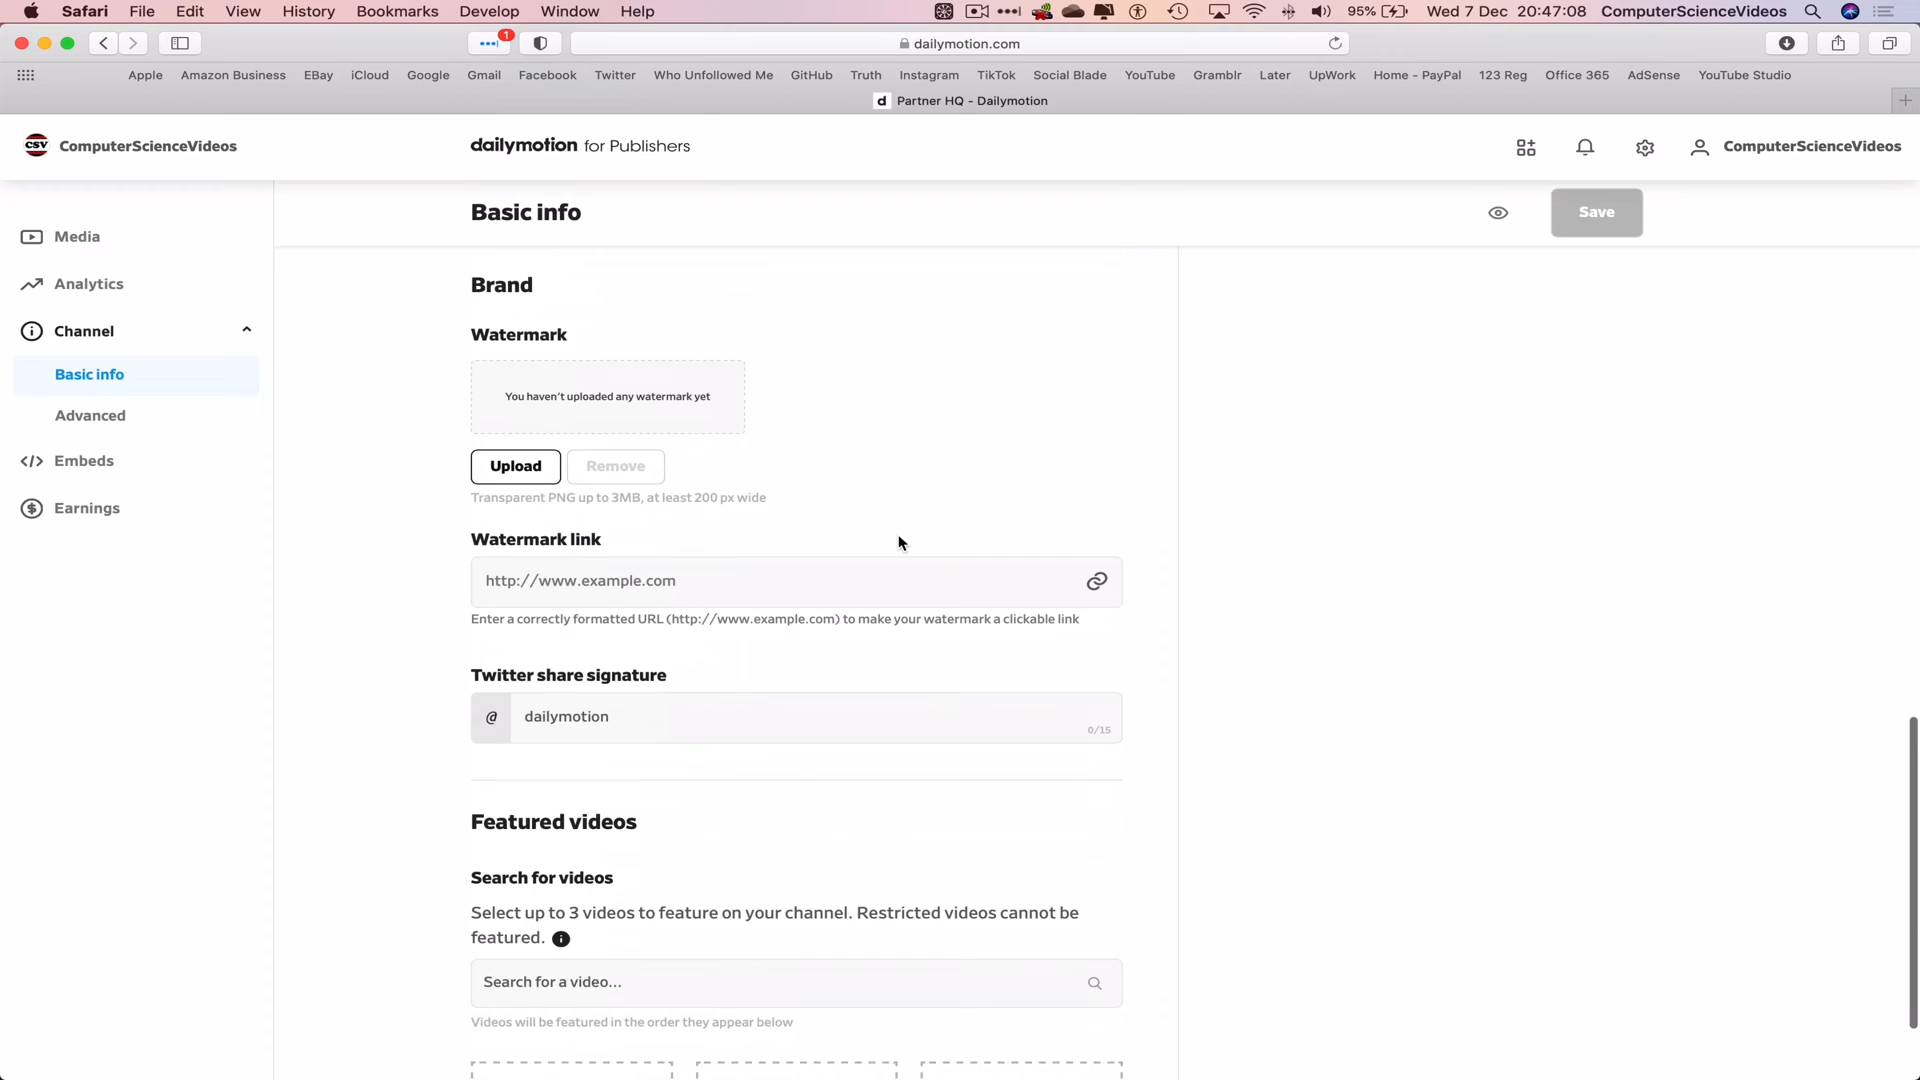 Safari File Edit View History Bookmarks Develop Window Help 95% Wed 7 Dec 20:47:08 ComputerScienceVideos
1
dailymotion.com
Apple Amazon Business EBay iCloud Google Gmail Facebook Twitter Who Unfollowed Me GitHub Truth Instagram TikTok Social Blade YouTube Gramblr Later UpWork Home - PayPal 123 Reg Office 365 AdSense YouTube Studio
d Partner HQ - Dailymotion
CSV ComputerScienceVideos dailymotion for Publishers ComputerScienceVideos
Basic info Save
Media
Analytics
Channel
Basic info
Advanced
Embeds
Earnings
Brand
Watermark
You haven't uploaded any watermark yet
Upload Remove
Transparent PNG up to 3MB, at least 200 px wide
Watermark link
http://www.example.com
Enter a correctly formatted URL (http://www.example.com) to make your watermark a clickable link
Twitter share signature
@ dailymotion
0/15
Featured videos
Search for videos
Select up to 3 videos to feature on your channel. Restricted videos cannot be
featured.
Search for a video...
Videos will be featured in the order they appear below